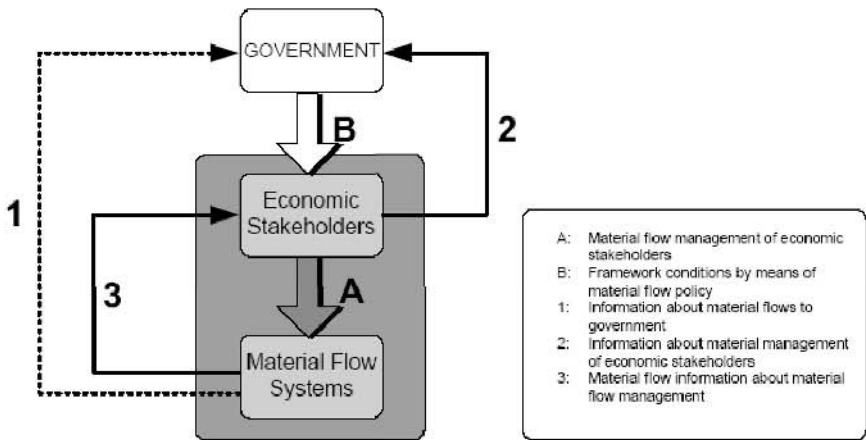 GOVERNMENT
B
2
Economic
Stakeholders
1
3
A
Material Flow
Systems
A: Material flow management of economic
stakeholders
B: Framework conditions by means of
material flow policy
1: Information about material flows to
government
2: Information about material management
of economic stakeholders
3: Material flow information about material
flow management